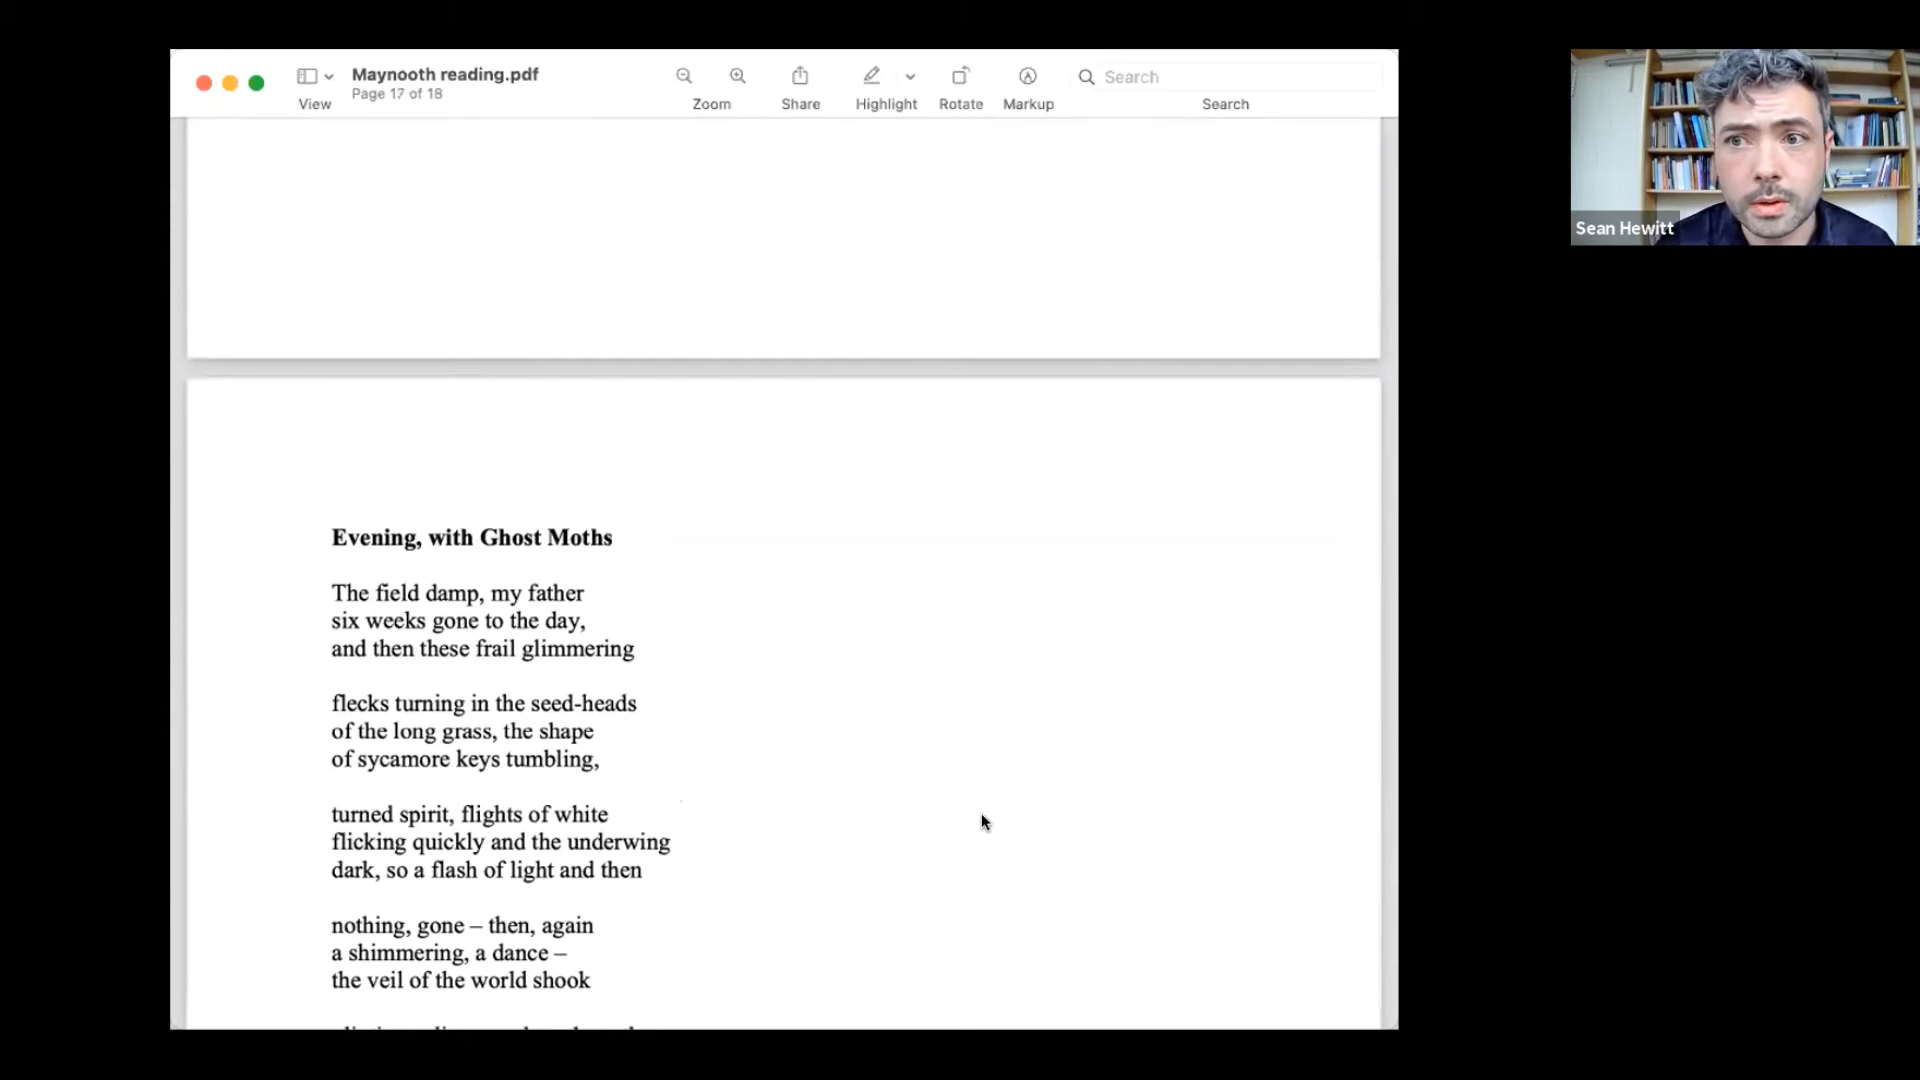 Maynooth reading.pdf
Page 17 of 18
View
Zoom
Share
Highlight
Rotate
Markup
Search
Search
Sean Hewitt
Evening, with Ghost Moths
The field damp, my father
six weeks gone to the day,
and then these frail glimmering
flecks turning in the seed-heads
of the long grass, the shape
of sycamore keys tumbling,
turned spirit, flights of white
flicking quickly and the underwing
dark, so a flash of light and then
nothing, gone – then, again
a shimmering, a dance –
the veil of the world shook